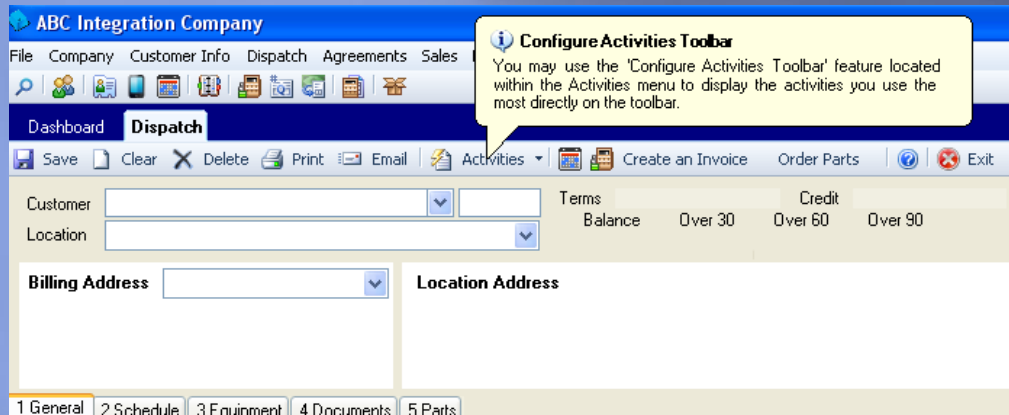 ABC Integration Company
File Company Customer Info Dispatch Agreements Sales
Configure Activities Toolbar
You may use the 'Configure Activities Toolbar' feature located
within the Activities menu to display the activities you use the
most directly on the toolbar.
Dashboard Dispatch
Save Clear Delete Print Email Activities Create an Invoice Order Parts Exit
Customer Terms Credit
Balance Over 30 Over 60 Over 90
Location
Billing Address Location Address
1 General 2 Schedule 3 Equipment 4 Documents 5 Parts